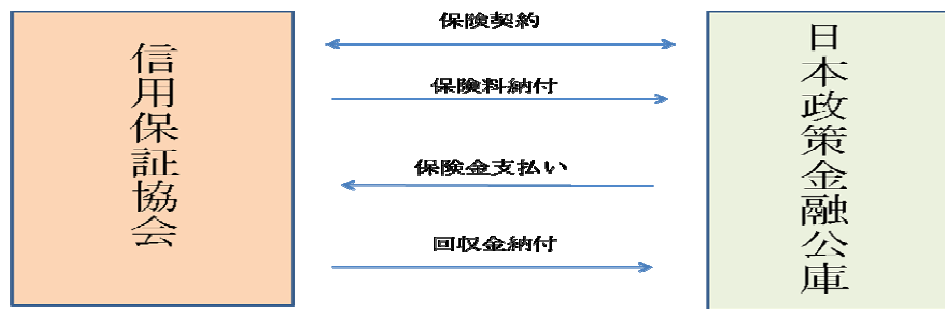 信用保証協会
保険契約
保険料納付
保険金支払い
回収金納付
日本政策金融公庫